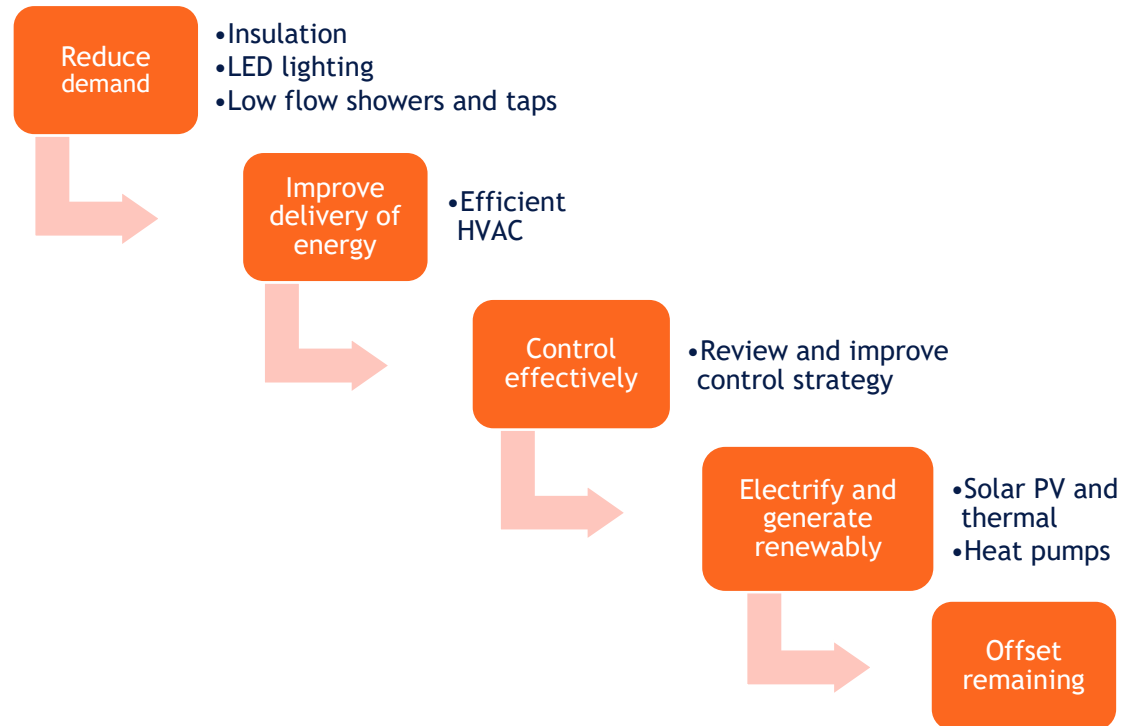 Reduce
demand
•Insulation
•LED lighting
•Low flow showers and taps
Improve
delivery of
energy
•Efficient
HVAC
Control
effectively
•Review and improve
control strategy
Electrify and
generate
renewably
•Solar PV and
thermal
•Heat pumps
Offset
remaining